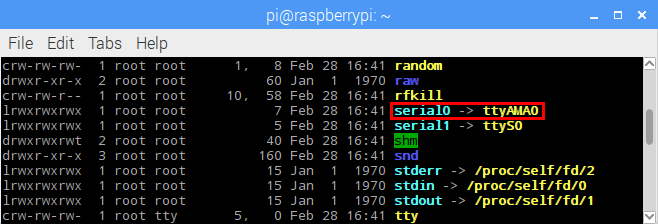 pi@raspberrypi: ~
File Edit Tabs Help
crw-rw-rw- 1 root root 1, 8 Feb 28 16:41 random
drwxr-xr-x 2 root root 60 Jan 1 1970 raw
crw-rw-r-- 1 root root 10, 58 Feb 28 16:41 rfkill
lrwxrwxrwx 1 root root 7 Feb 28 16:41 serial0 -> ttyAMA0
lrwxrwxrwx 1 root root 5 Feb 28 16:41 serial1 -> ttyS0
drwxrwxrwt 2 root root 40 Feb 28 16:41 shm
drwxr-xr-x 3 root root 160 Feb 28 16:41 snd
lrwxrwxrwx 1 root root 15 Jan 1 1970 stderr -> /proc/self/fd/2
lrwxrwxrwx 1 root root 15 Jan 1 1970 stdin -> /proc/self/fd/0
lrwxrwxrwx 1 root root 15 Jan 1 1970 stdout -> /proc/self/fd/1
crw-rw-rw- 1 root tty 5, 0 Feb 28 16:41 tty